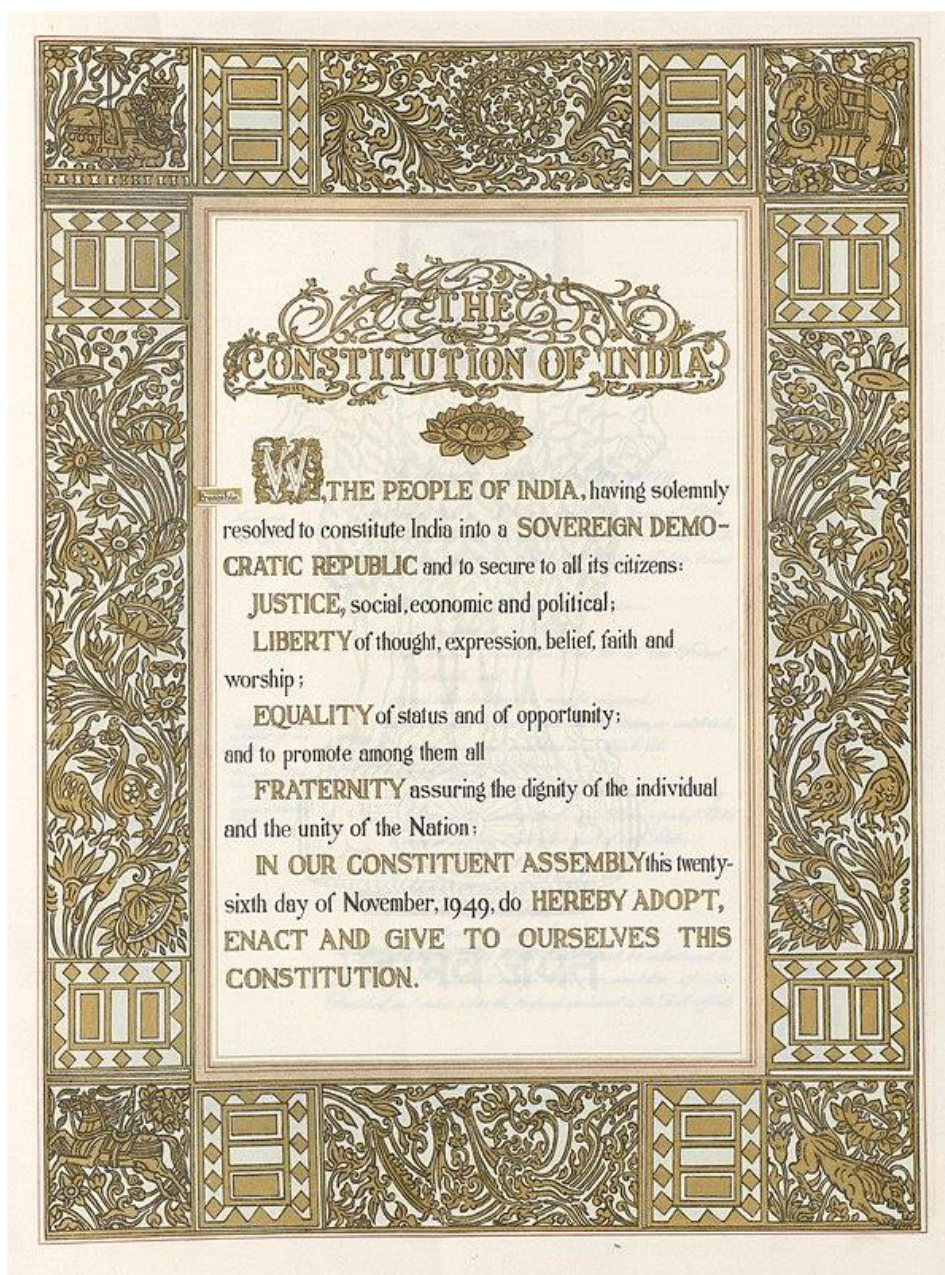 THE
CONSTITUTION OF INDIA
Preamble
WE, THE PEOPLE OF INDIA, having solemnly
resolved to constitute India into a SOVEREIGN DEMO-
CRATIC REPUBLIC and to secure to all its citizens:
JUSTICE, social, economic and political;
LIBERTY of thought, expression, belief, faith and
worship;
EQUALITY of status and of opportunity;
and to promote among them all
FRATERNITY assuring the dignity of the individual
and the unity of the Nation;
IN OUR CONSTITUENT ASSEMBLY this twenty-
sixth day of November, 1949, do HEREBY ADOPT,
ENACT AND GIVE TO OURSELVES THIS
CONSTITUTION.